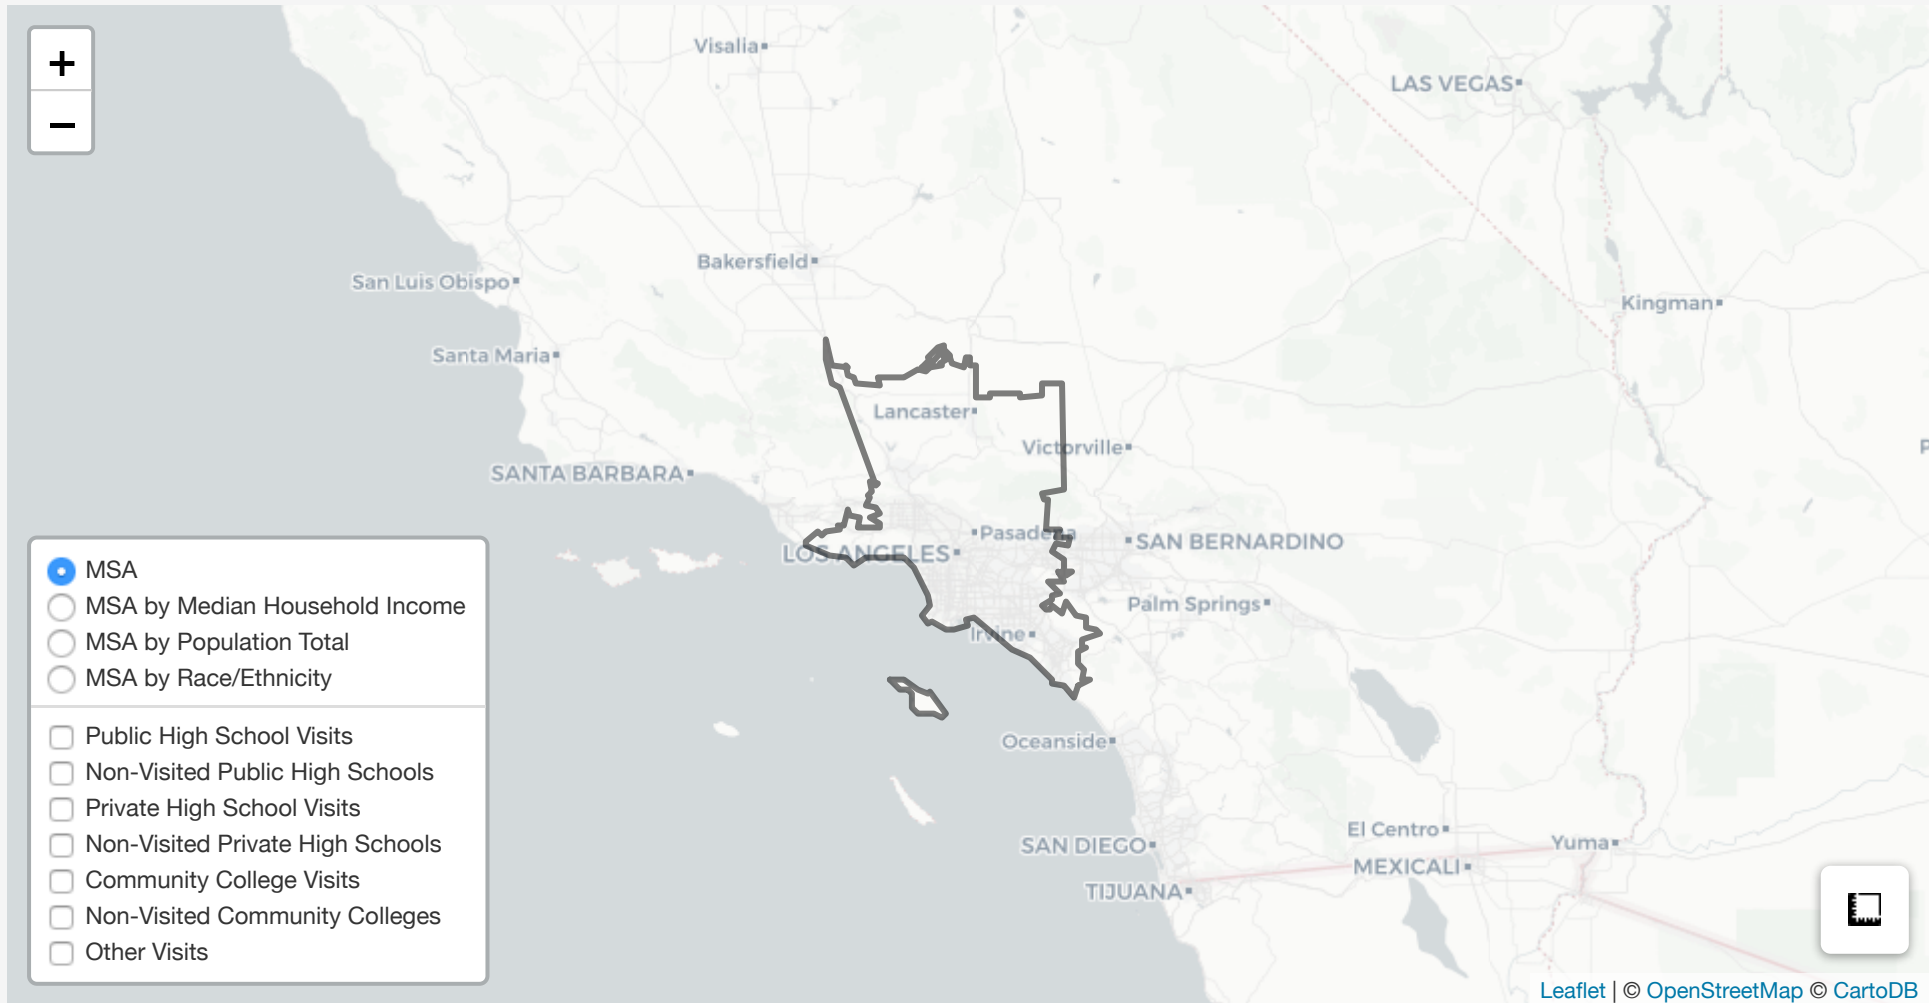 +
−
Visalia
LAS VEGAS
Bakersfield
San Luis Obispo
Kingman
Santa Maria
Lancaster
Victorville
P
SANTA BARBARA
Pasadena
SAN BERNARDINO
LOS ANGELES
Palm Springs
Irvine
Oceanside
El Centro
Yuma
SAN DIEGO
MEXICALI
TIJUANA
MSA
MSA by Median Household Income
MSA by Population Total
MSA by Race/Ethnicity
Public High School Visits
Non-Visited Public High Schools
Private High School Visits
Non-Visited Private High Schools
Community College Visits
Non-Visited Community Colleges
Other Visits
Leaflet | © OpenStreetMap © CartoDB